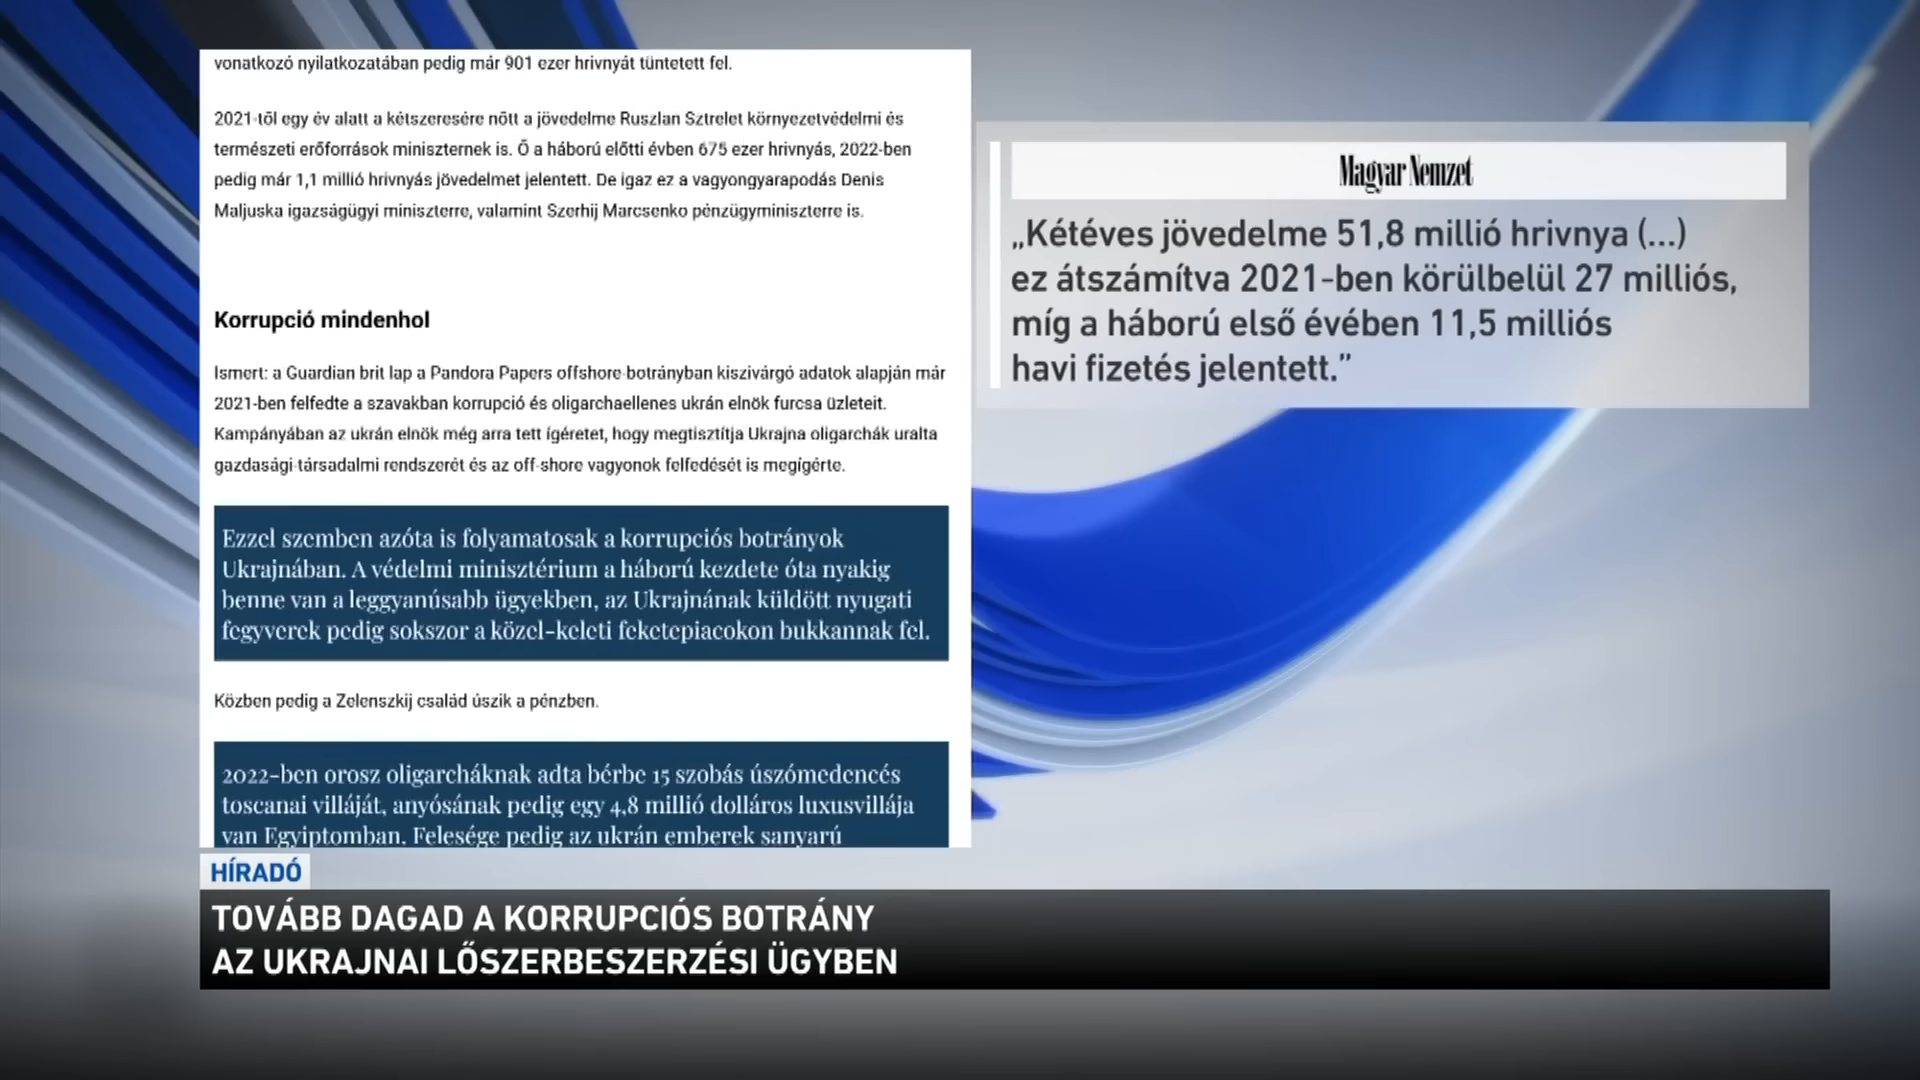 vonatkozó nyilatkozatában pedig már 901 ezer hrivnyát tüntetett fel.
2021-től egy év alatt a kétszeresére nőtt a jövedelme Ruszlan Sztrelet környezetvédelmi és
természeti erőforrások miniszternek is. Ő a háború előtti évben 675 ezer hrivnyás, 2022-ben
pedig már 1,1 millió hrivnyás jövedelmet jelentett. De igaz ez a vagyongyarapodás Denis
Maljuska igazságügyi miniszterre, valamint Szerhij Marcsenko pénzügyminiszterre is.
Korrupció mindenhol
Ismert: a Guardian brit lap a Pandora Papers offshore-botrányban kiszivárgó adatok alapján már
2021-ben felfedte a szavakban korrupció és oligarchaellenes ukrán elnök furcsa üzleteit.
Kampányában az ukrán elnök még arra tett ígéretet, hogy megtisztítja Ukrajna oligarchák uralta
gazdasági-társadalmi rendszerét és az off-shore vagyonok felfedését is megígérte.
Ezzel szemben azóta is folyamatosak a korrupciós botrányok
Ukrajnában. A védelmi minisztérium a háború kezdete óta nyakig
benne van a leggyanúsabb ügyekben, az Ukrajnának küldött nyugati
fegyverek pedig sokszor a közel-keleti feketepiacokon bukkannak fel.
Közben pedig a Zelenszkij család úszik a pénzben.
2022-ben orosz oligarcháknak adta bérbe 15 szobás úszómedencés
toscanai villáját, anyósának pedig egy 4,8 millió dolláros luxusvillája
van Egyiptomban. Felesége pedig az ukrán emberek sanyarú
Magyar Nemzet
„Kétéves jövedelme 51,8 millió hrivnya (...)
ez átszámítva 2021-ben körülbelül 27 milliós,
míg a háború első évében 11,5 milliós
havi fizetés jelentett.”
HÍRADÓ
TOVÁBB DAGAD A KORRUPCIÓS BOTRÁNY
AZ UKRAJNAI LŐSZERBESZERZÉSI ÜGYBEN